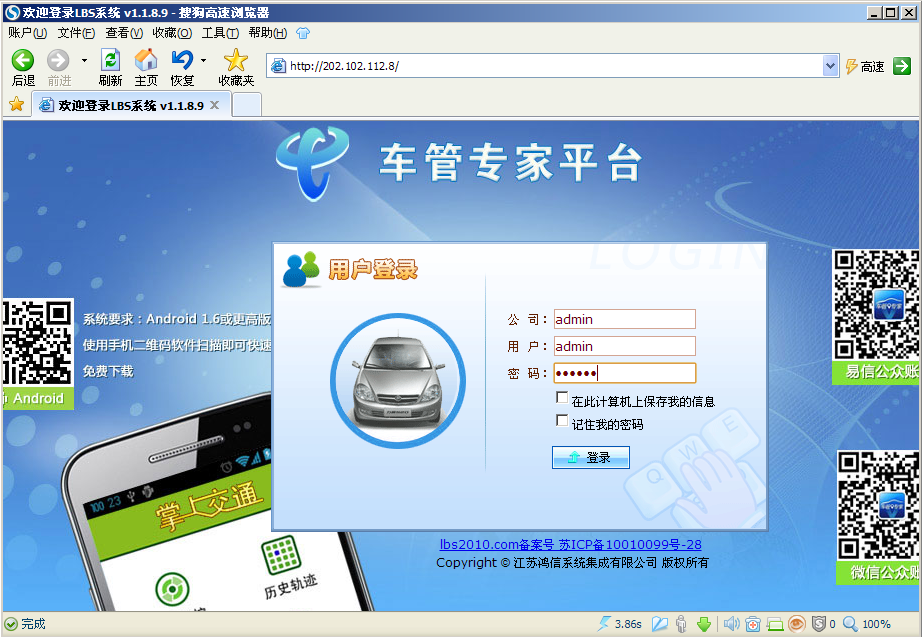 欢迎登录LBS系统 v1.1.8.9 - 搜狗高速浏览器
账户(U) 文件(F) 查看(V) 收藏(O) 工具(T) 帮助(H)
后退 前进 刷新 主页 恢复 收藏夹 http://202.102.112.8/ 高速
欢迎登录LBS系统 v1.1.8.9
车管专家平台
LOGIN
用户登录
公 司: admin
用 户: admin
密 码: ••••••
在此计算机上保存我的信息
记住我的密码
登录
Q W E
系统要求：Android 1.6或更高版
使用手机二维码软件扫描即可快速
免费下载
Android
易信公众账
微信公众账
车管专家
车管专家
100 23
掌上交通
历史轨迹
lbs2010.com备案号 苏ICP备10010099号-28
Copyright © 江苏鸿信系统集成有限公司 版权所有
完成 3.86s 0 100%